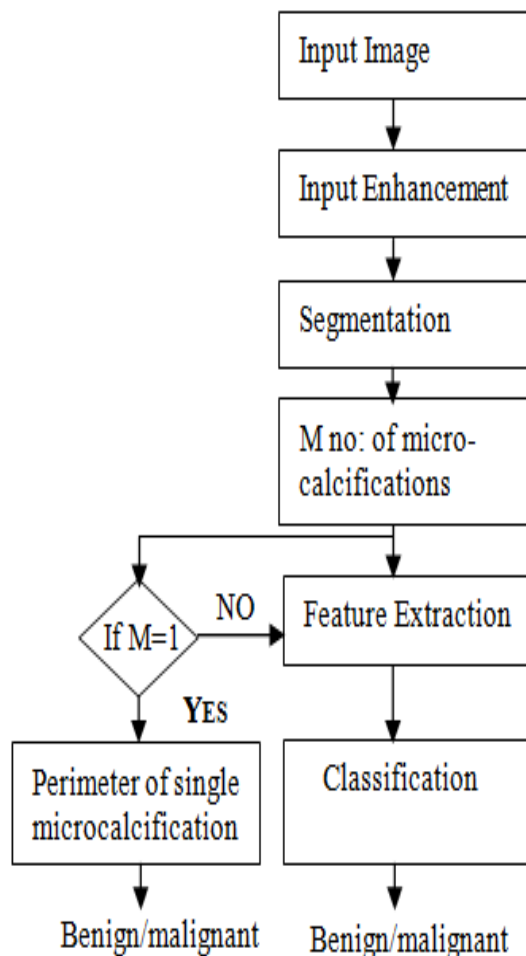 Input Image
Input Enhancement
Segmentation
M no: of micro-
calcifications
If M=1
NO
Feature Extraction
YES
Perimeter of single
microcalcification
Classification
Benign/malignant
Benign/malignant